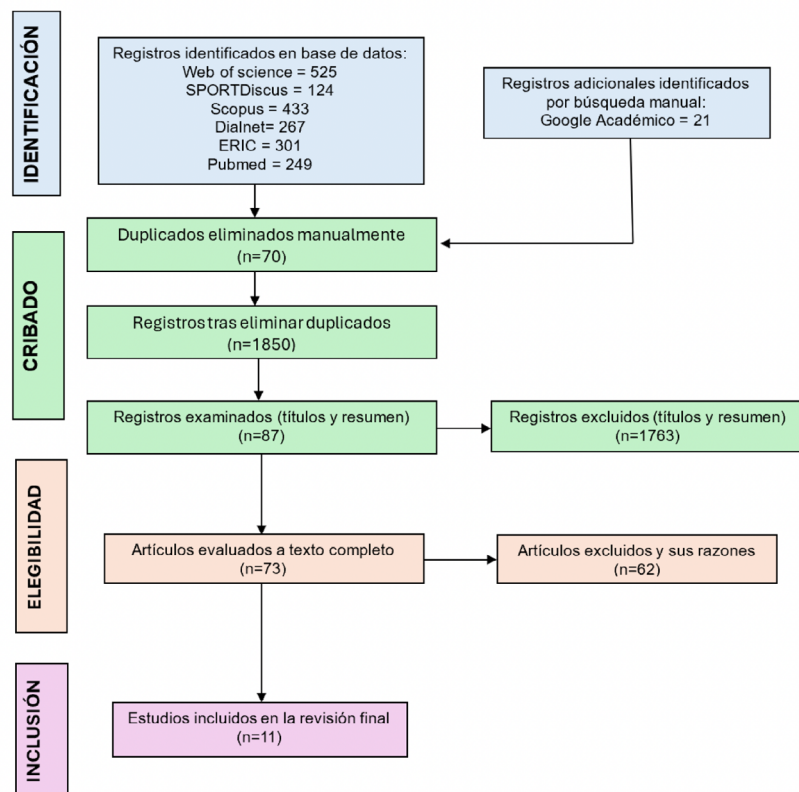 IDENTIFICACIÓN
Registros identificados en base de datos:
Web of science = 525
SPORTDiscus = 124
Scopus = 433
Dialnet= 267
ERIC = 301
Pubmed = 249
Registros adicionales identificados
por búsqueda manual:
Google Académico = 21
CRIBADO
Duplicados eliminados manualmente
(n=70)
Registros tras eliminar duplicados
(n=1850)
Registros examinados (títulos y resumen)
(n=87)
Registros excluidos (títulos y resumen)
(n=1763)
ELEGIBILIDAD
Artículos evaluados a texto completo
(n=73)
Artículos excluidos y sus razones
(n=62)
INCLUSIÓN
Estudios incluidos en la revisión final
(n=11)